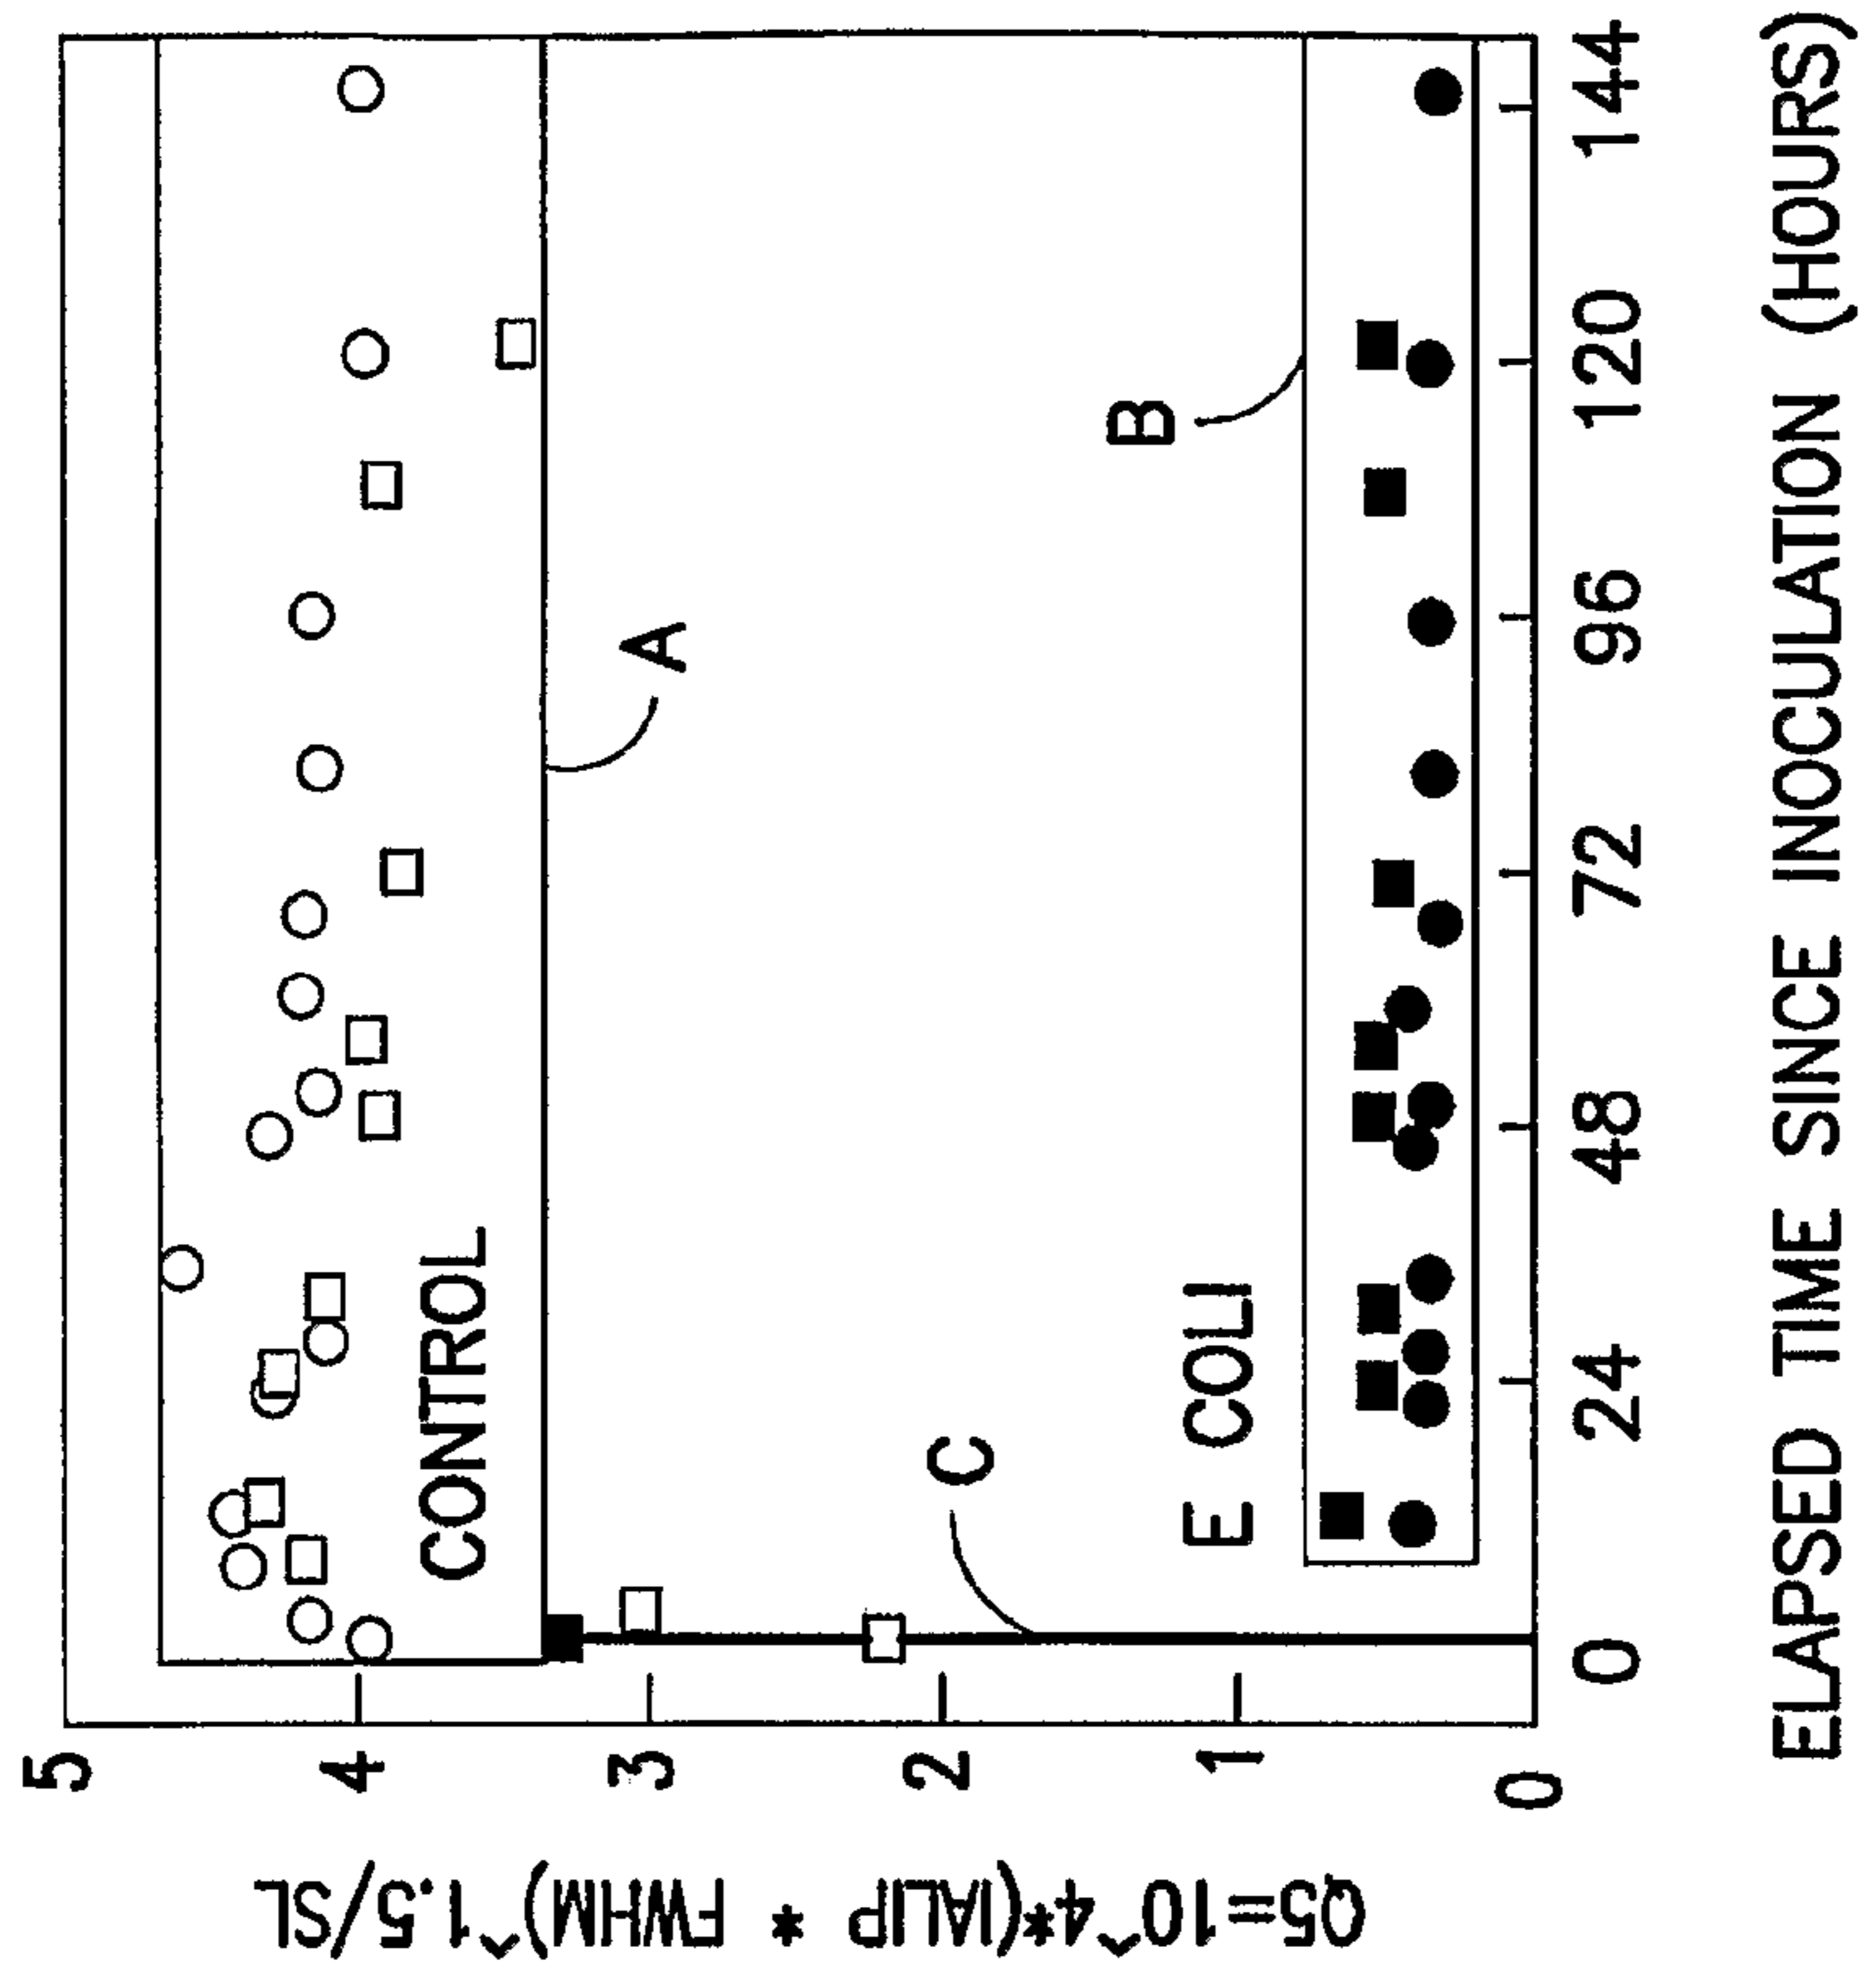 Q5=10^4*(IALIP * FWHM)^1.5/SL
5
4
3
2
1
0
CONTROL
A
B
C
E COLI
0
24
48
72
96
120
144
ELAPSED TIME SINCE INOCULATION (HOURS)